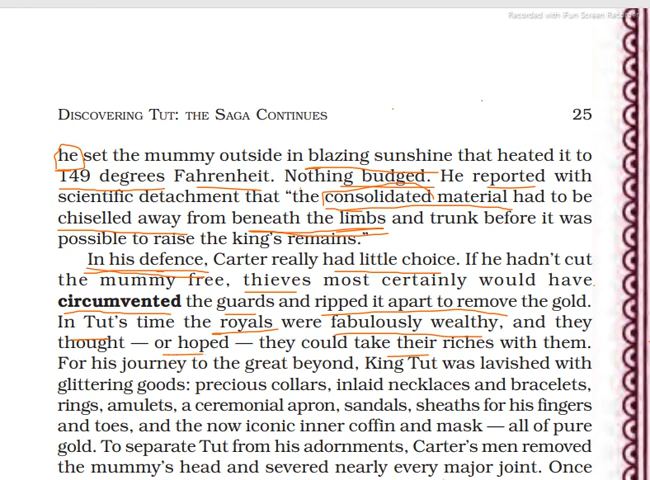 Recorded with iFun Screen Recorder
DISCOVERING TUT: THE SAGA CONTINUES 25
he set the mummy outside in blazing sunshine that heated it to
149 degrees Fahrenheit. Nothing budged. He reported with
scientific detachment that “the consolidated material had to be
chiselled away from beneath the limbs and trunk before it was
possible to raise the king’s remains.”
In his defence, Carter really had little choice. If he hadn’t cut
the mummy free, thieves most certainly would have
circumvented the guards and ripped it apart to remove the gold.
In Tut’s time the royals were fabulously wealthy, and they
thought — or hoped — they could take their riches with them.
For his journey to the great beyond, King Tut was lavished with
glittering goods: precious collars, inlaid necklaces and bracelets,
rings, amulets, a ceremonial apron, sandals, sheaths for his fingers
and toes, and the now iconic inner coffin and mask — all of pure
gold. To separate Tut from his adornments, Carter’s men removed
the mummy’s head and severed nearly every major joint. Once